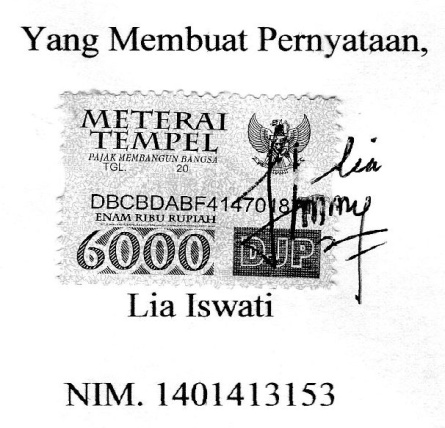 Yang Membuat Pernyataan,
METERAI
TEMPEL
PAJAK MEMBANGUN BANGSA
TGL. 20
ENAM RIBU RUPIAH
6000 DJP
Lia Iswati
NIM. 1401413153